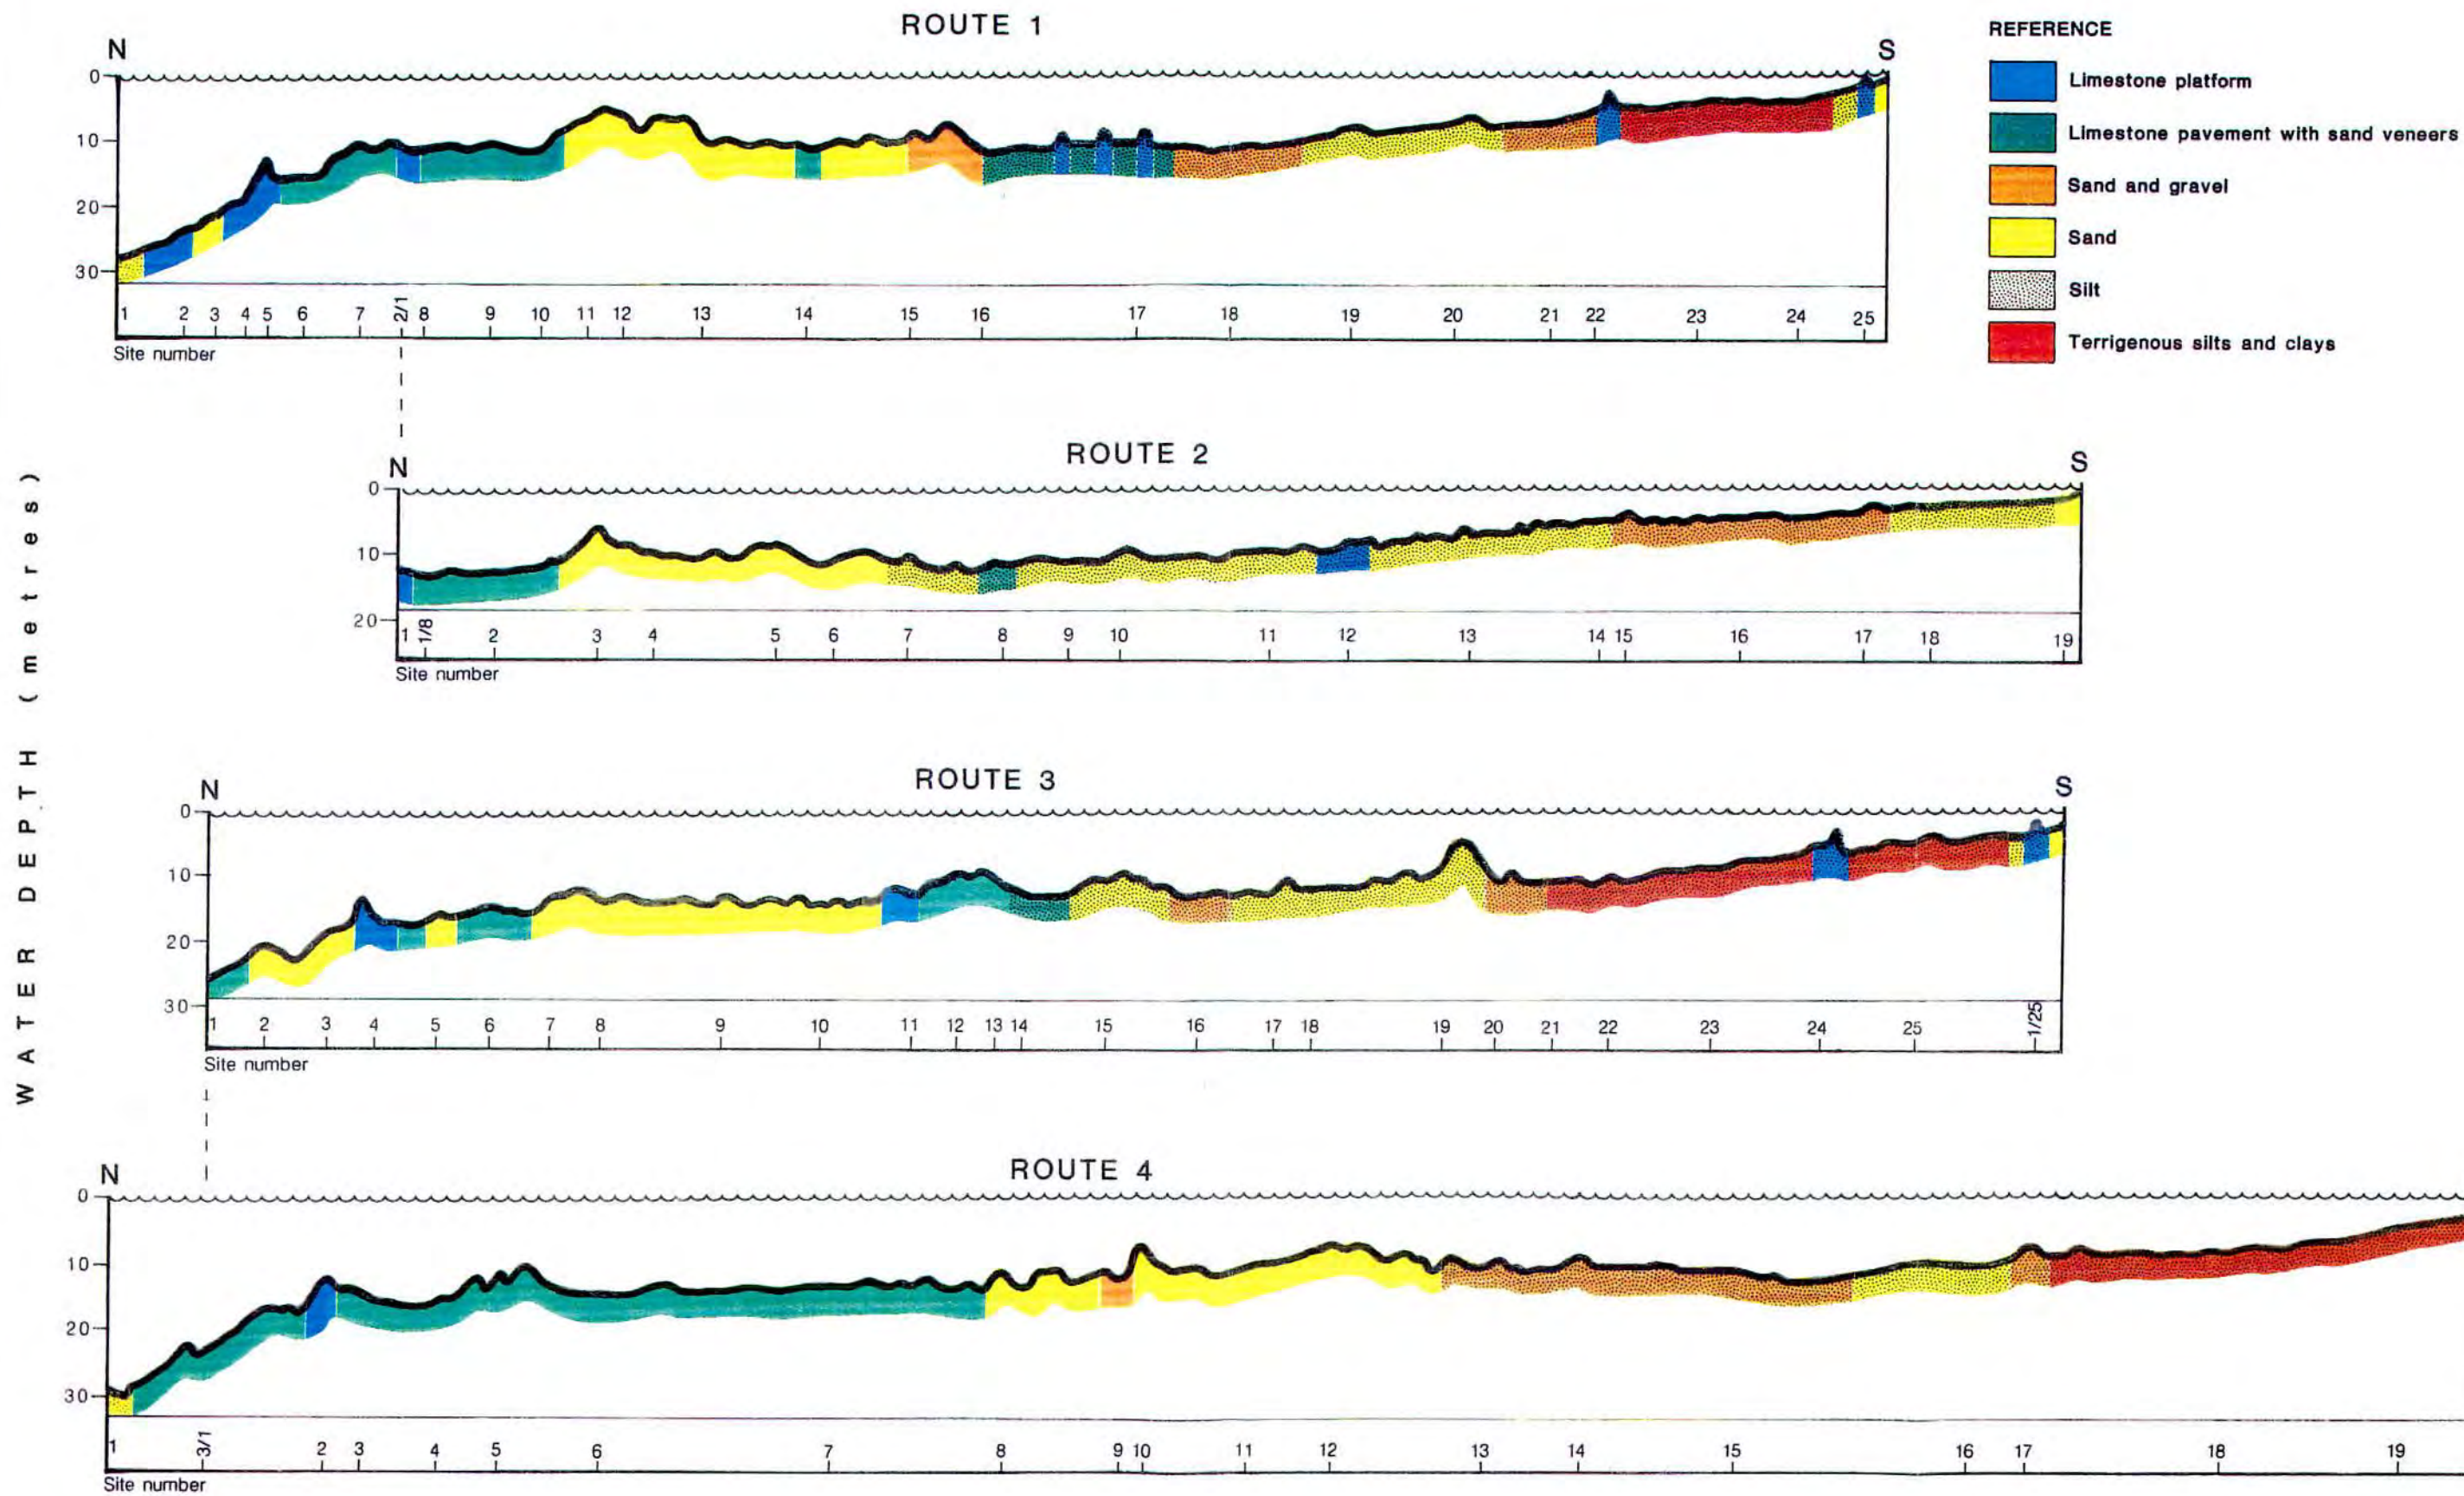 ROUTE 1
N S
0
10
20
30
1 2 3 4 5 6 7 2/1 8 9 10 11 12 13 14 15 16 17 18 19 20 21 22 23 24 25
Site number
REFERENCE
Limestone platform
Limestone pavement with sand veneers
Sand and gravel
Sand
Silt
Terrigenous silts and clays
WATER DEPTH (metres)
ROUTE 2
N S
0
10
20
1 1/8 2 3 4 5 6 7 8 9 10 11 12 13 14 15 16 17 18 19
Site number
ROUTE 3
N S
0
10
20
30
1 2 3 4 5 6 7 8 9 10 11 12 13 14 15 16 17 18 19 20 21 22 23 24 25 1/25
Site number
ROUTE 4
N
0
10
20
30
1 3/1 2 3 4 5 6 7 8 9 10 11 12 13 14 15 16 17 18 19
Site number